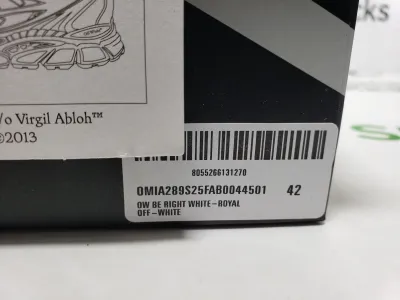 /o Virgil Abloh™
©2013
8055266131270
OMIA289S25FAB0044501 42
OW BE RIGHT WHITE-ROYAL
OFF-WHITE